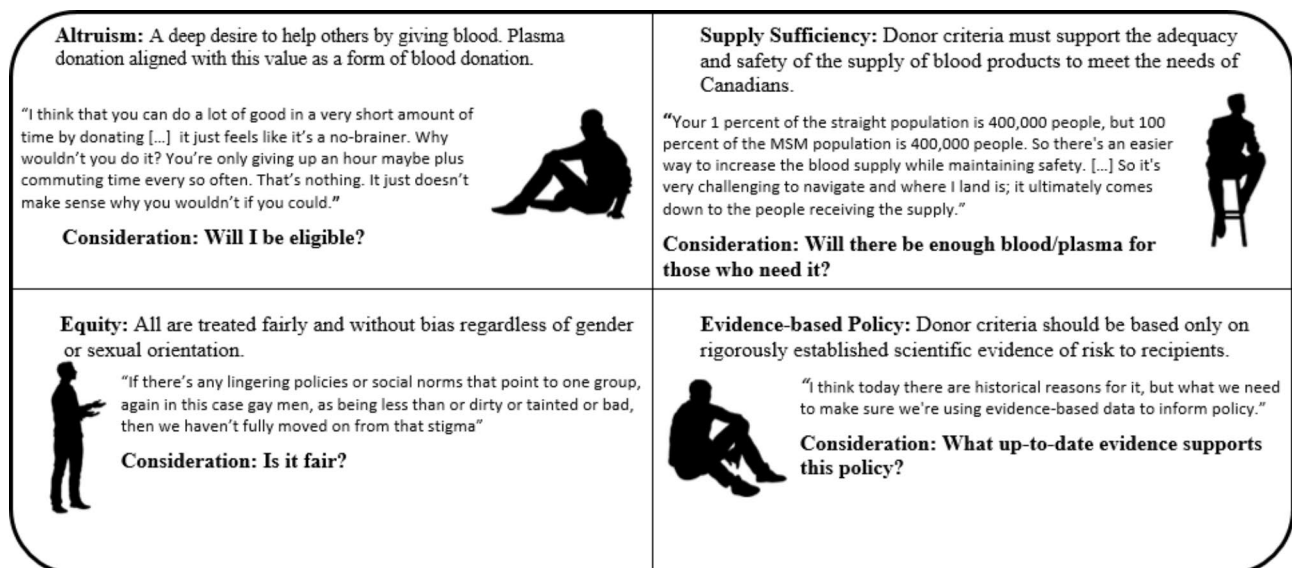 Altruism: A deep desire to help others by giving blood. Plasma
donation aligned with this value as a form of blood donation.
“I think that you can do a lot of good in a very short amount of
time by donating […]  it just feels like it’s a no-brainer. Why
wouldn’t you do it? You’re only giving up an hour maybe plus
commuting time every so often. That’s nothing. It just doesn’t
make sense why you wouldn’t if you could.”
Consideration: Will I be eligible?
Supply Sufficiency: Donor criteria must support the adequacy
and safety of the supply of blood products to meet the needs of
Canadians.
“Your 1 percent of the straight population is 400,000 people, but 100
percent of the MSM population is 400,000 people. So there's an easier
way to increase the blood supply while maintaining safety. […] So it's
very challenging to navigate and where I land is; it ultimately comes
down to the people receiving the supply.”
Consideration: Will there be enough blood/plasma for
those who need it?
Equity: All are treated fairly and without bias regardless of gender
or sexual orientation.
“If there’s any lingering policies or social norms that point to one group,
again in this case gay men, as being less than or dirty or tainted or bad,
then we haven’t fully moved on from that stigma”
Consideration: Is it fair?
Evidence-based Policy: Donor criteria should be based only on
rigorously established scientific evidence of risk to recipients.
“I think today there are historical reasons for it, but what we need
to make sure we're using evidence-based data to inform policy.”
Consideration: What up-to-date evidence supports
this policy?